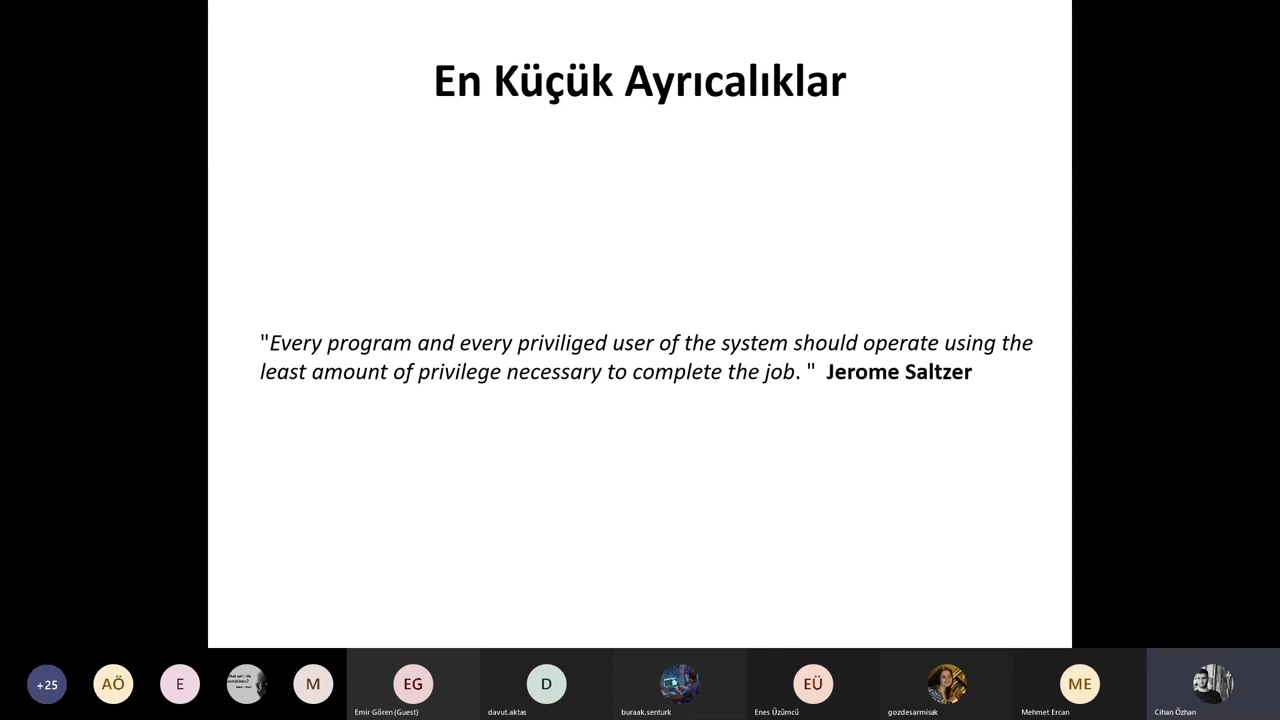 En Küçük Ayrıcalıklar
"Every program and every priviliged user of the system should operate using the
least amount of privilege necessary to complete the job. " Jerome Saltzer
+25
AÖ
E
M
EG
D
EÜ
ME
Emir Gören (Guest)
davut.aktas
buraak.senturk
Enes Üzümcü
gozdesarmisak
Mehmet Ercan
Cihan Özhan